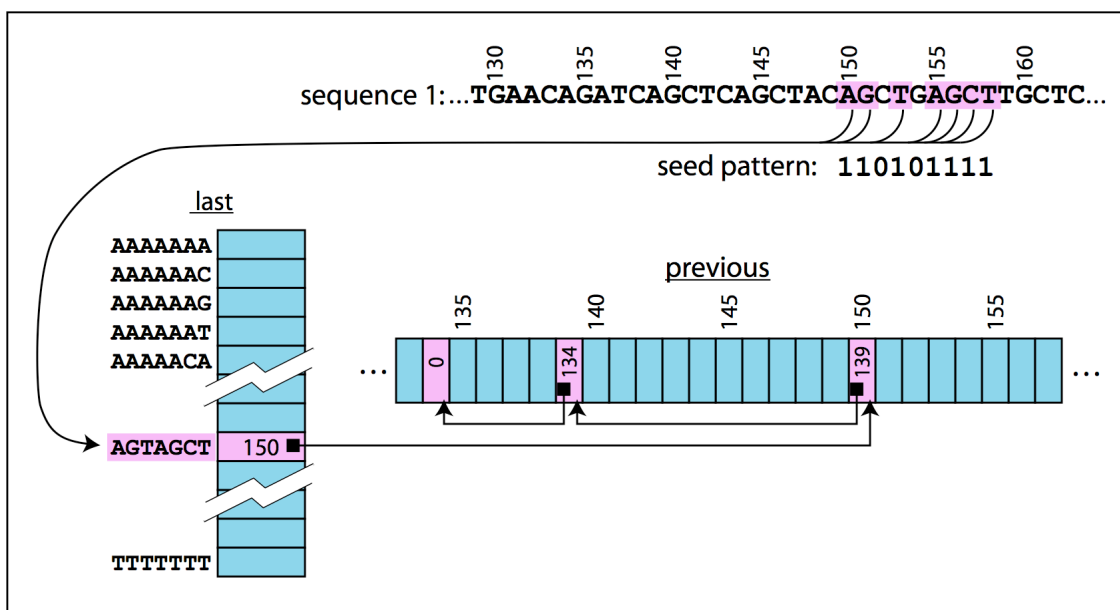 130 135 140 145 150 155 160
sequence 1: ...TGAACAGATCAGCTCAGCTACAGCTGAGCTTGCTC...
seed pattern: 110101111
last
AAAAAAA
AAAAAAC
AAAAAAG
AAAAAAT
AAAAACA
previous
135 140 145 150 155
... 0 134 139 ...
AGTAGCT 150
TTTTTTT